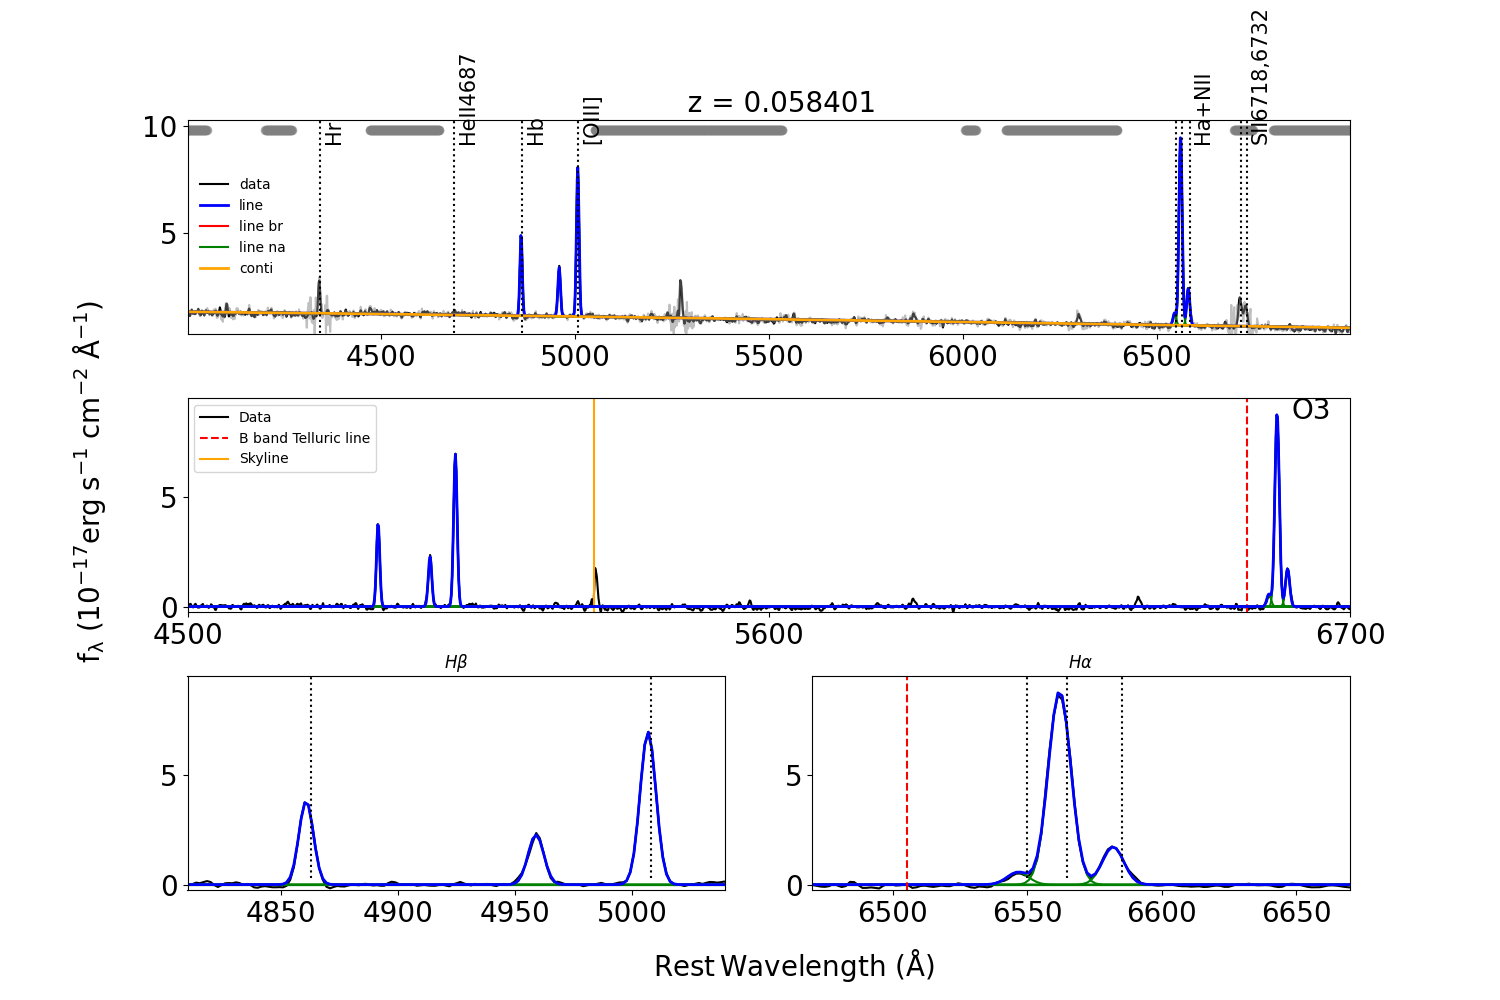 z = 0.058401
Hr
HeII4687
Hb
[OIII]
Ha+NII
SII6718,6732
10
5
data
line
line br
line na
conti
4500 5000 5500 6000 6500
5
0
Data
B band Telluric line
Skyline
O3
4500 5600 6700
fλ (10−17erg s−1 cm−2 Å−1)
Hβ
5
0
4850 4900 4950 5000
Hα
5
0
6500 6550 6600 6650
Rest Wavelength (Å)